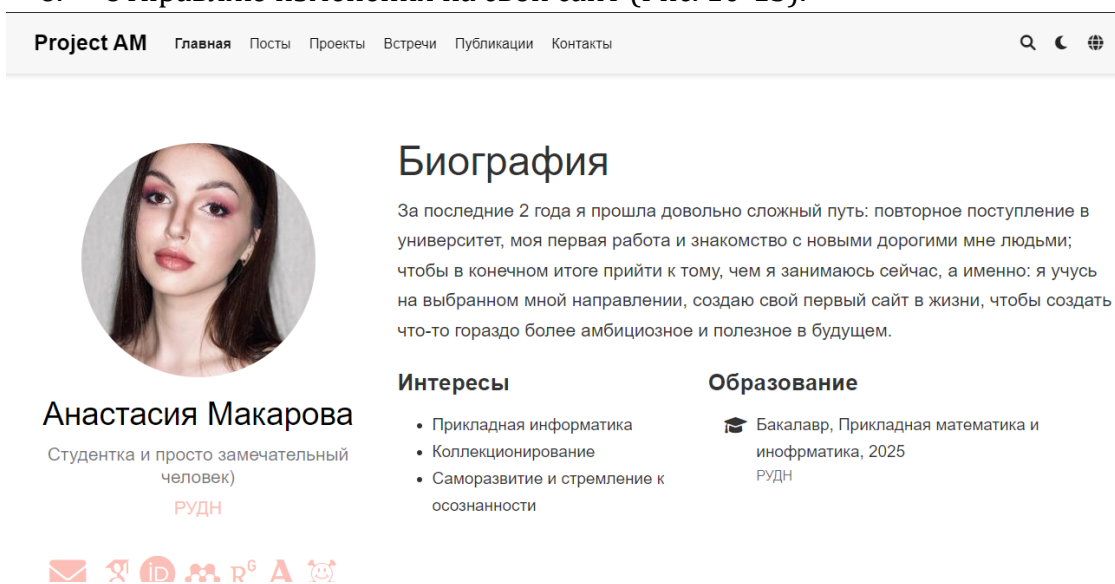 Project AM Главная Посты Проекты Встречи Публикации Контакты
Биография
За последние 2 года я прошла довольно сложный путь: повторное поступление в
университет, моя первая работа и знакомство с новыми дорогими мне людьми;
чтобы в конечном итоге прийти к тому, чем я занимаюсь сейчас, а именно: я учусь
на выбранном мной направлении, создаю свой первый сайт в жизни, чтобы создать
что-то гораздо более амбициозное и полезное в будущем.
Анастасия Макарова
Студентка и просто замечательный
человек)
РУДН
Интересы
Прикладная информатика
Коллекционирование
Саморазвитие и стремление к
осознанности
Образование
Бакалавр, Прикладная математика и
инофрматика, 2025
РУДН